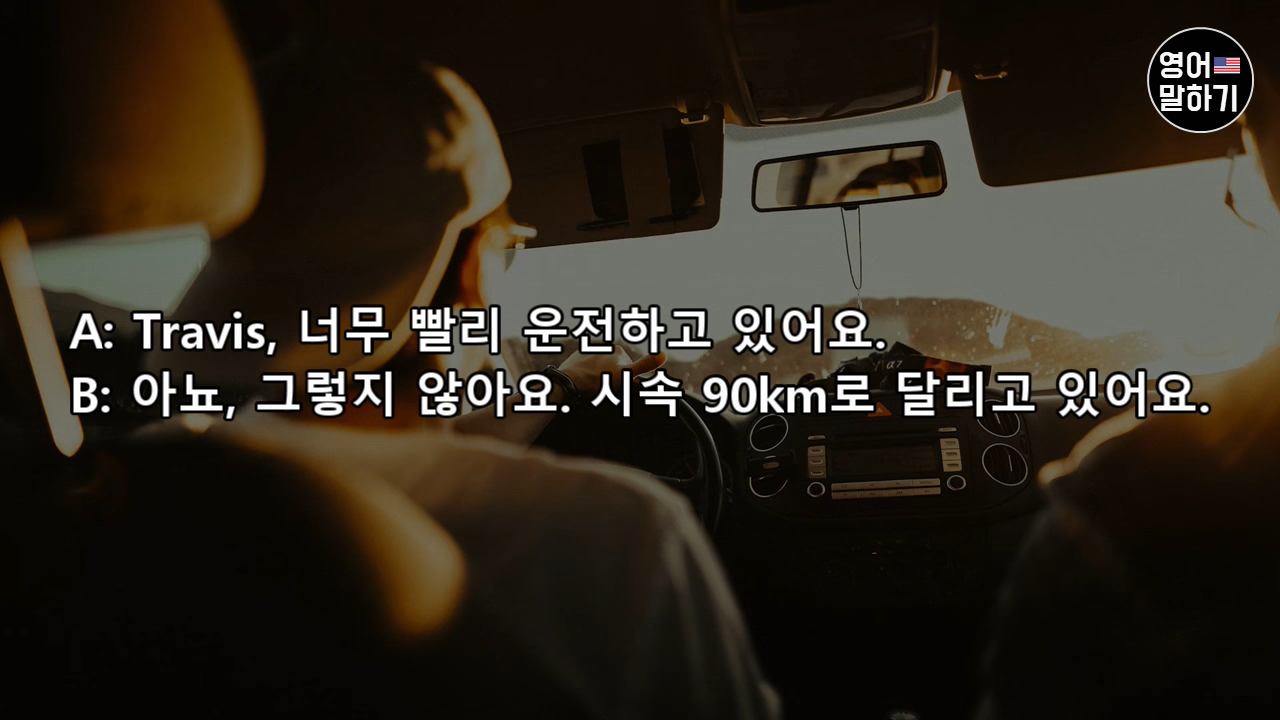 영어
말하기
A: Travis, 너무 빨리 운전하고 있어요.
B: 아뇨, 그렇지 않아요. 시속 90km로 달리고 있어요.